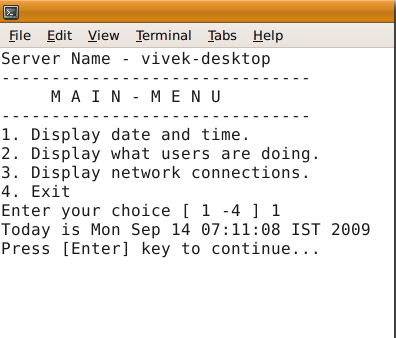 File Edit View Terminal Tabs Help
Server Name - vivek-desktop
-------------------------------
M A I N - M E N U
-------------------------------
1. Display date and time.
2. Display what users are doing.
3. Display network connections.
4. Exit
Enter your choice [ 1 -4 ] 1
Today is Mon Sep 14 07:11:08 IST 2009
Press [Enter] key to continue...